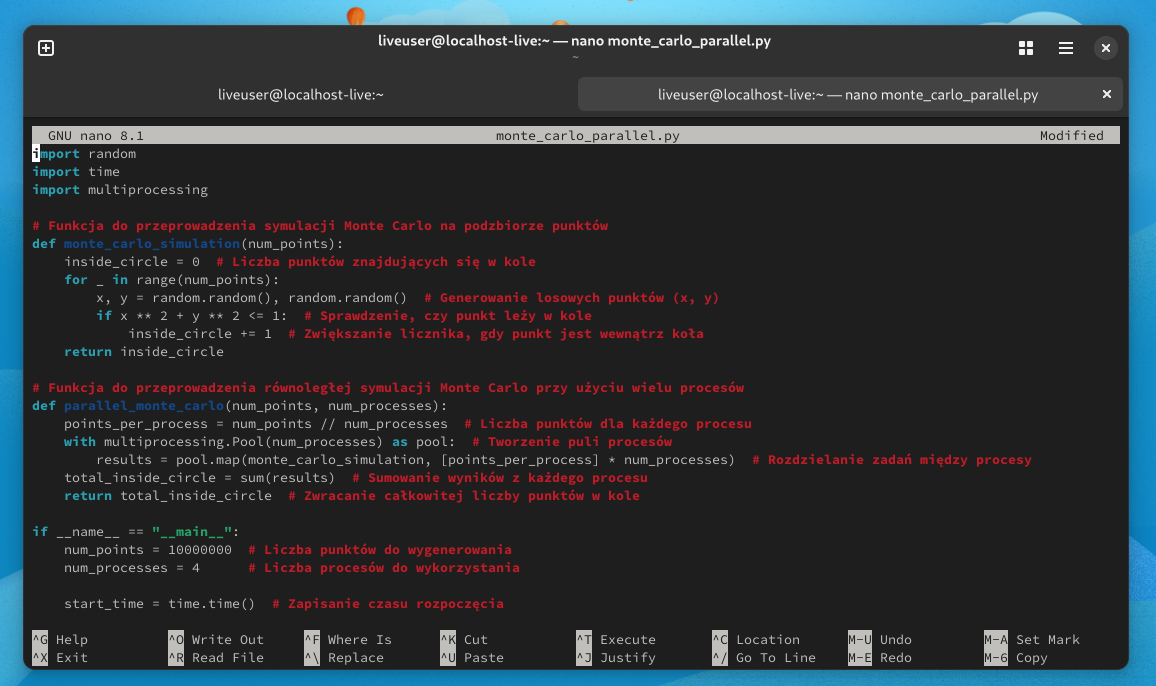 liveuser@localhost-live:~ — nano monte_carlo_parallel.py
~
liveuser@localhost-live:~
liveuser@localhost-live:~ — nano monte_carlo_parallel.py
GNU nano 8.1 monte_carlo_parallel.py Modified
import random
import time
import multiprocessing
# Funkcja do przeprowadzenia symulacji Monte Carlo na podzbiorze punktów
def monte_carlo_simulation(num_points):
    inside_circle = 0  # Liczba punktów znajdujących się w kole
    for _ in range(num_points):
        x, y = random.random(), random.random()  # Generowanie losowych punktów (x, y)
        if x ** 2 + y ** 2 <= 1:  # Sprawdzenie, czy punkt leży w kole
            inside_circle += 1  # Zwiększanie licznika, gdy punkt jest wewnątrz koła
    return inside_circle
# Funkcja do przeprowadzenia równoległej symulacji Monte Carlo przy użyciu wielu procesów
def parallel_monte_carlo(num_points, num_processes):
    points_per_process = num_points // num_processes  # Liczba punktów dla każdego procesu
    with multiprocessing.Pool(num_processes) as pool:  # Tworzenie puli procesów
        results = pool.map(monte_carlo_simulation, [points_per_process] * num_processes)  # Rozdzielanie zadań między procesy
    total_inside_circle = sum(results)  # Sumowanie wyników z każdego procesu
    return total_inside_circle  # Zwracanie całkowitej liczby punktów w kole
if __name__ == "__main__":
    num_points = 10000000  # Liczba punktów do wygenerowania
    num_processes = 4      # Liczba procesów do wykorzystania
    start_time = time.time()  # Zapisanie czasu rozpoczęcia
^G Help ^O Write Out ^F Where Is ^K Cut ^T Execute ^C Location M-U Undo M-A Set Mark
^X Exit ^R Read File ^\ Replace ^U Paste ^J Justify ^/ Go To Line M-E Redo M-6 Copy